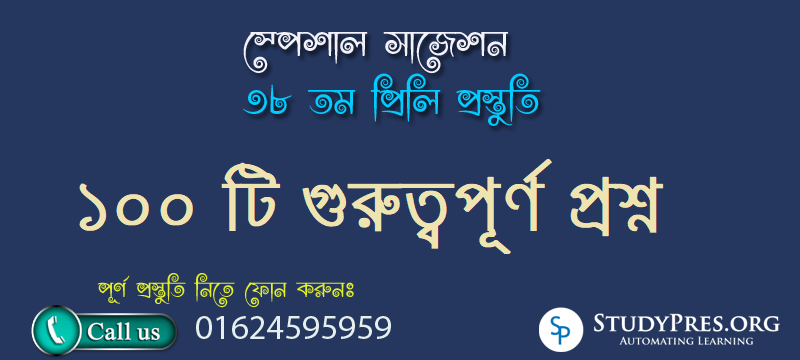 স্পেশাল সাজেশন
৩৮ তম প্রিলি প্রস্তুতি
১০০ টি গুরুত্বপূর্ণ প্রশ্ন
পূর্ণ প্রস্তুতি নিতে ফোন করুনঃ
Call us 01624595959
SP STUDYPRES.ORG
AUTOMATING LEARNING